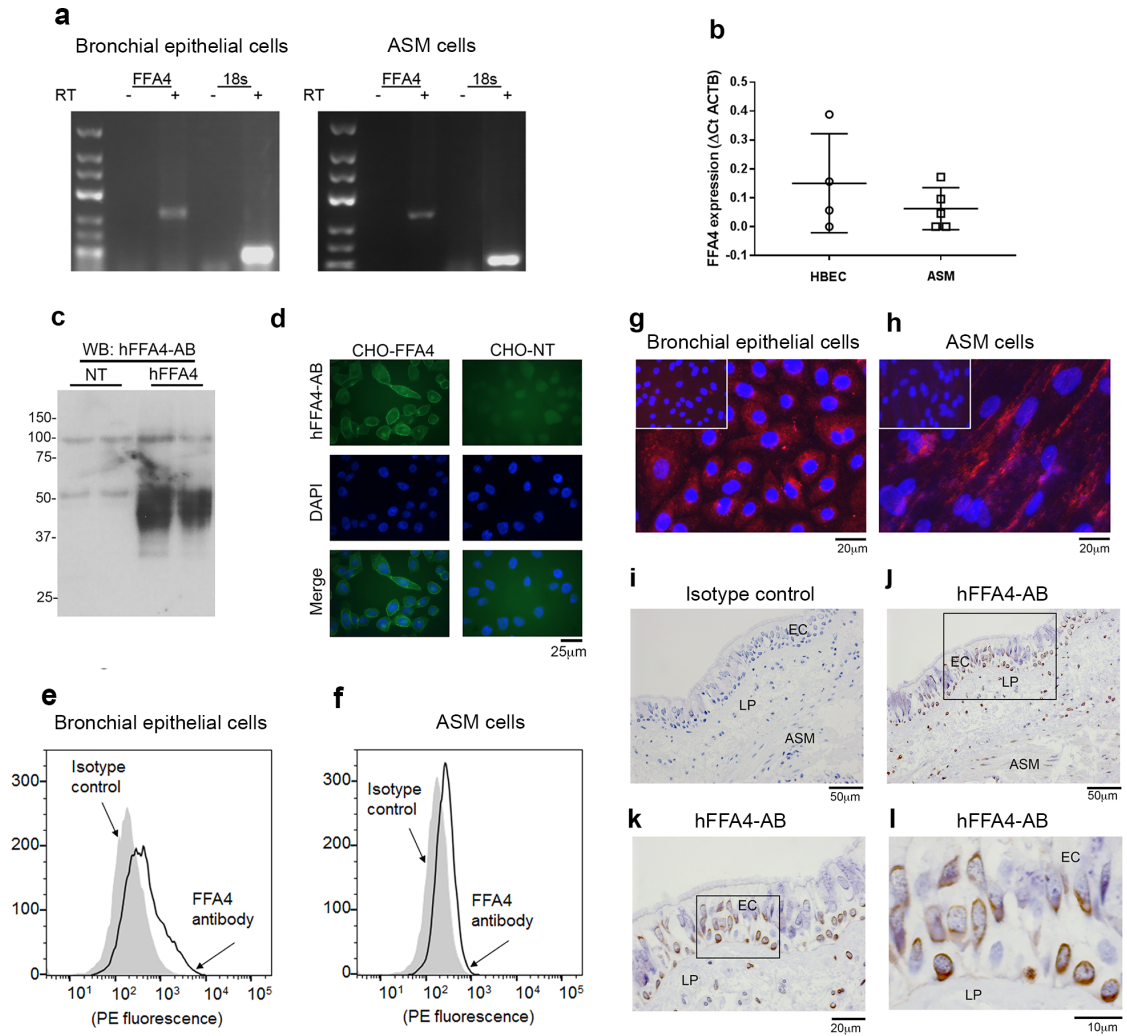 a
Bronchial epithelial cells
ASM cells
FFA4
18s
FFA4
18s
RT
-
+
-
+
RT
-
+
-
+
b
FFA4 expression (ΔCt ACTB)
0.5
0.4
0.3
0.2
0.1
0.0
-0.1
HBEC
ASM
c
WB: hFFA4-AB
NT
hFFA4
150-
100-
75-
50-
37-
25-
d
CHO-FFA4
CHO-NT
hFFA4-AB
DAPI
Merge
25μm
g
Bronchial epithelial cells
20μm
h
ASM cells
20μm
i
Isotype control
EC
LP
ASM
50μm
J
hFFA4-AB
EC
LP
ASM
50μm
e
Bronchial epithelial cells
300
200
100
0
Isotype
control
FFA4
antibody
10¹ 10² 10³ 10⁴ 10⁵
(PE fluorescence)
f
ASM cells
300
200
100
0
Isotype
control
FFA4
antibody
10¹ 10² 10³ 10⁴ 10⁵
(PE fluorescence)
k
hFFA4-AB
EC
LP
20μm
l
hFFA4-AB
EC
LP
10μm